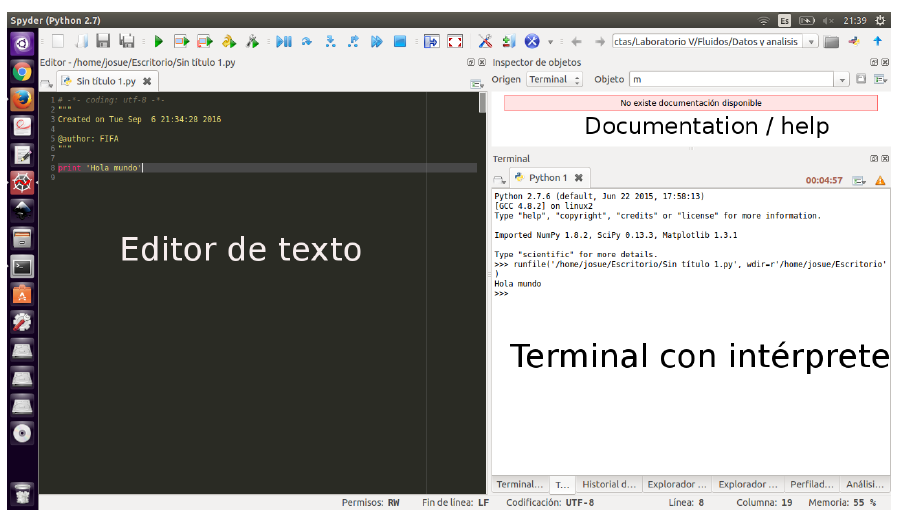 Spyder (Python 2.7)
Es
21:39
ctas/Laboratorio V/Fluidos/Datos y analisis
Editor - /home/josue/Escritorio/Sin título 1.py
Sin título 1.py
1 # -*- coding: utf-8 -*-
2 """
3 Created on Tue Sep  6 21:34:28 2016
4
5 @author: FIFA
6 """
7
8 print 'Hola mundo'
9
Editor de texto
Inspector de objetos
Origen Terminal Objeto m
No existe documentación disponible
Documentation / help
Terminal
Python 1
00:04:57
Python 2.7.6 (default, Jun 22 2015, 17:58:13)
[GCC 4.8.2] on linux2
Type "help", "copyright", "credits" or "license" for more information.
Imported NumPy 1.8.2, SciPy 0.13.3, Matplotlib 1.3.1
Type "scientific" for more details.
>>> runfile('/home/josue/Escritorio/Sin título 1.py', wdir=r'/home/josue/Escritorio'
)
Hola mundo
>>>
Terminal con intérprete
Terminal... T... Historial d... Explorador ... Explorador ... Perfilad... Análisi...
Permisos: RW Fin de línea: LF Codificación: UTF-8 Línea: 8 Columna: 19 Memoria: 55 %